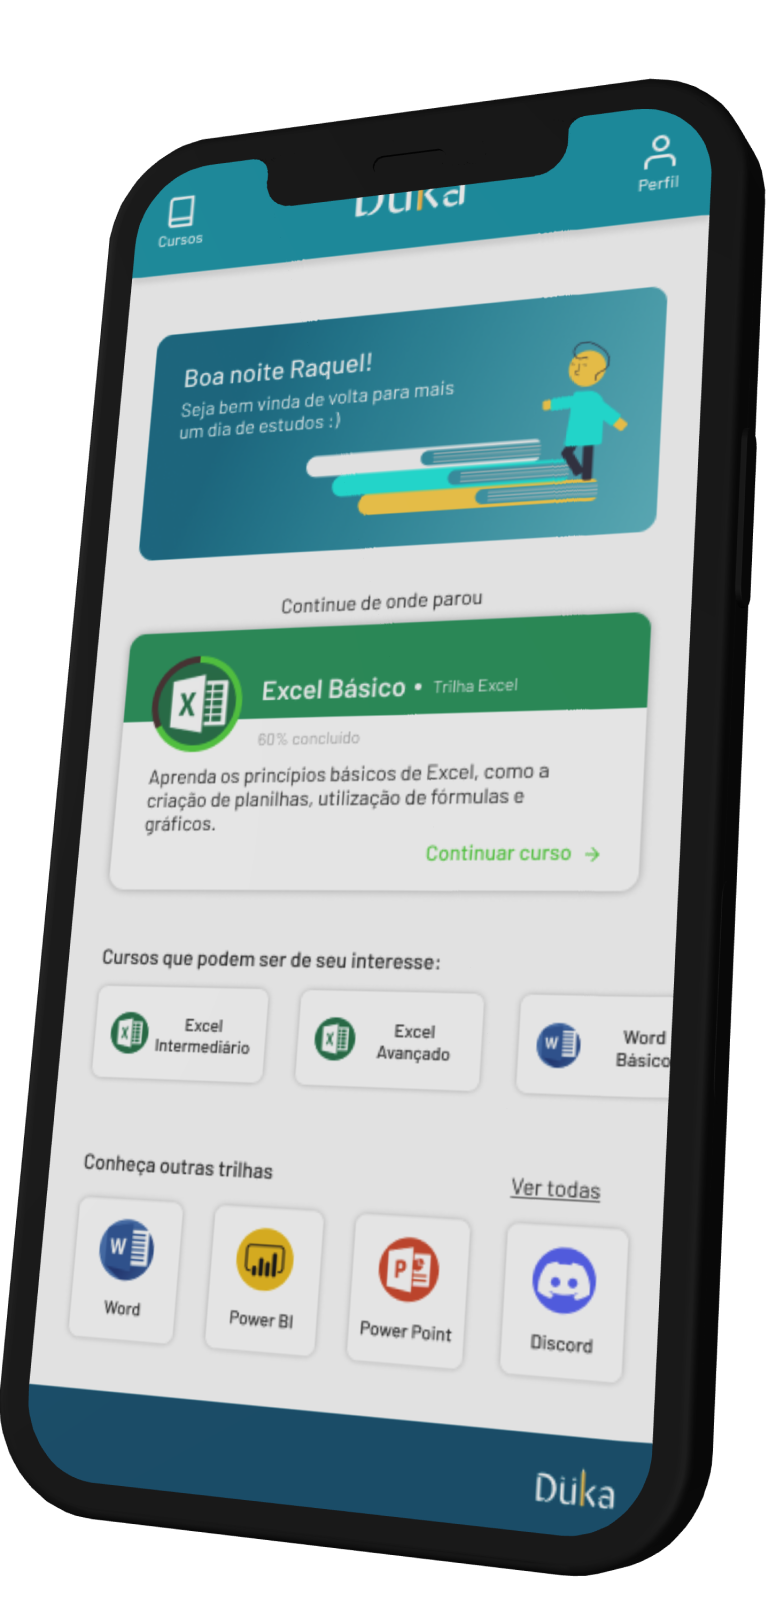 Cursos
Düka
Perfil
Boa noite Raquel!
Seja bem vinda de volta para mais
um dia de estudos :)
Continue de onde parou
X
Excel Básico • Trilha Excel
60% concluído
Aprenda os princípios básicos de Excel, como a
criação de planilhas, utilização de fórmulas e
gráficos.
Continuar curso →
Cursos que podem ser de seu interesse:
X
Excel
Intermediário
X
Excel
Avançado
W
Word
Básico
Conheça outras trilhas
Ver todas
W
Word
Power BI
P
Power Point
Discord
Düka